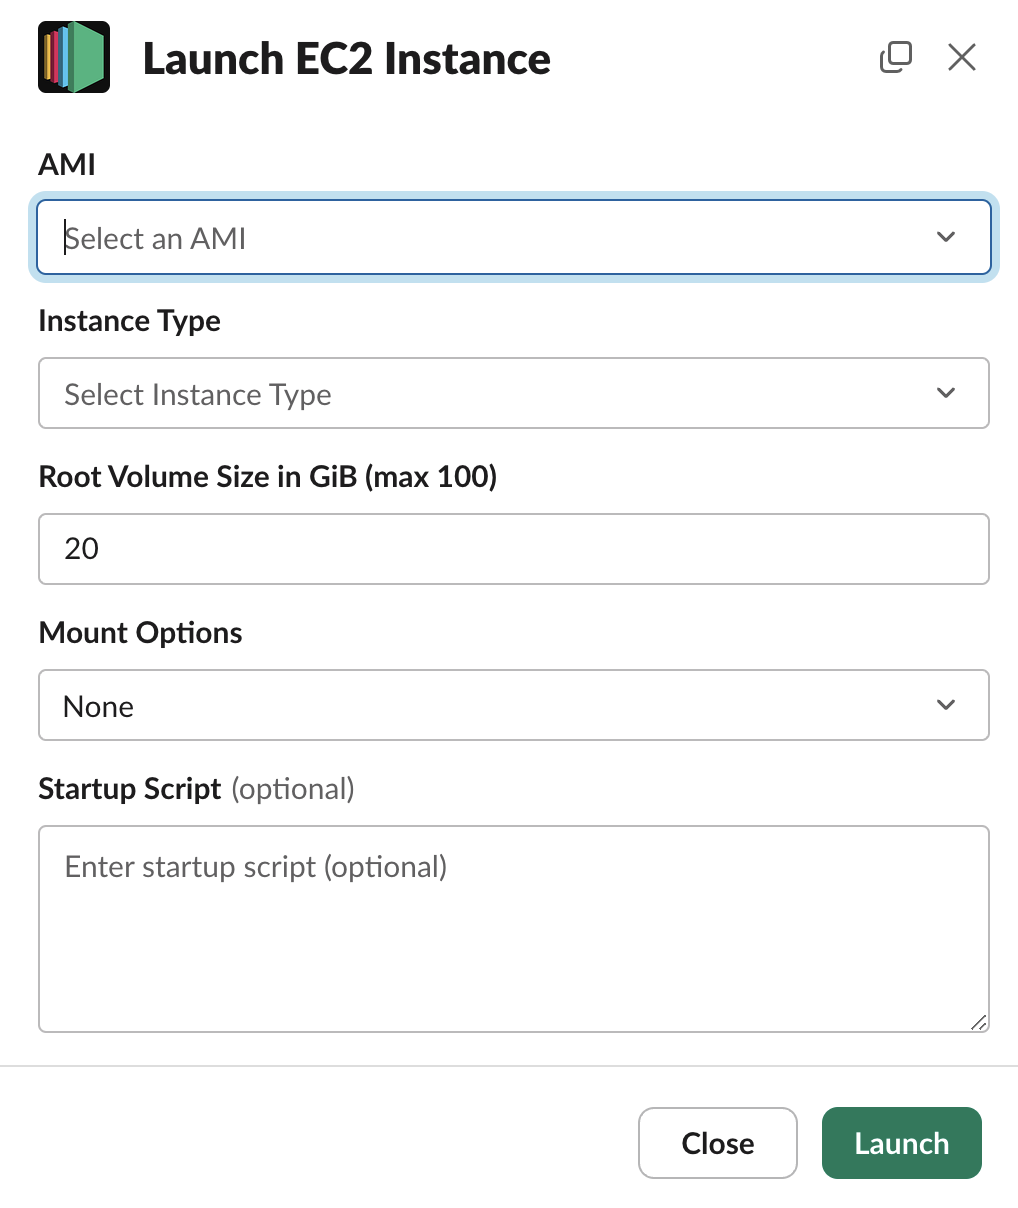 Launch EC2 Instance
AMI
Select an AMI
Instance Type
Select Instance Type
Root Volume Size in GiB (max 100)
20
Mount Options
None
Startup Script (optional)
Enter startup script (optional)
Close
Launch